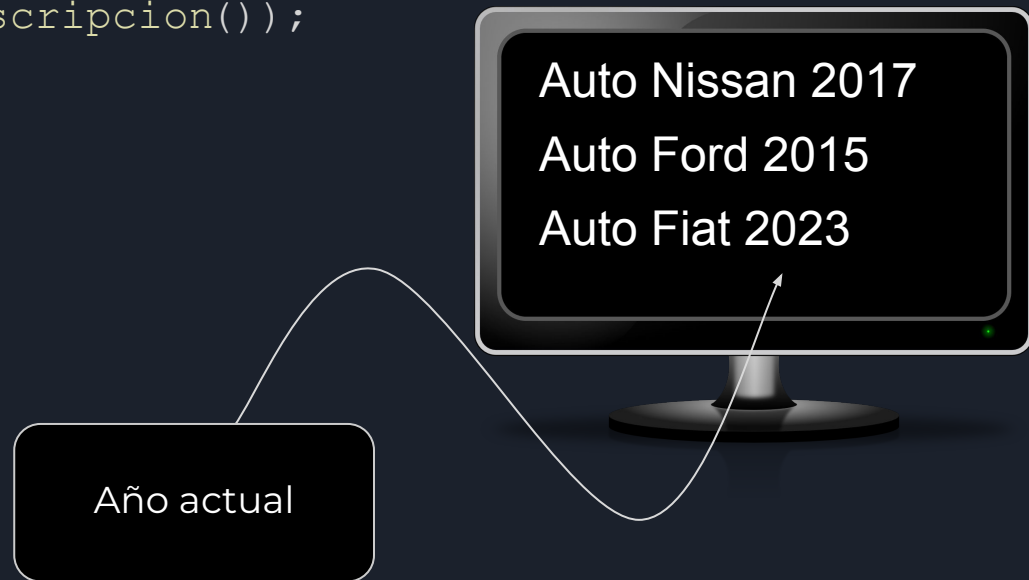 scripcion());
Auto Nissan 2017
Auto Ford 2015
Auto Fiat 2023
Año actual